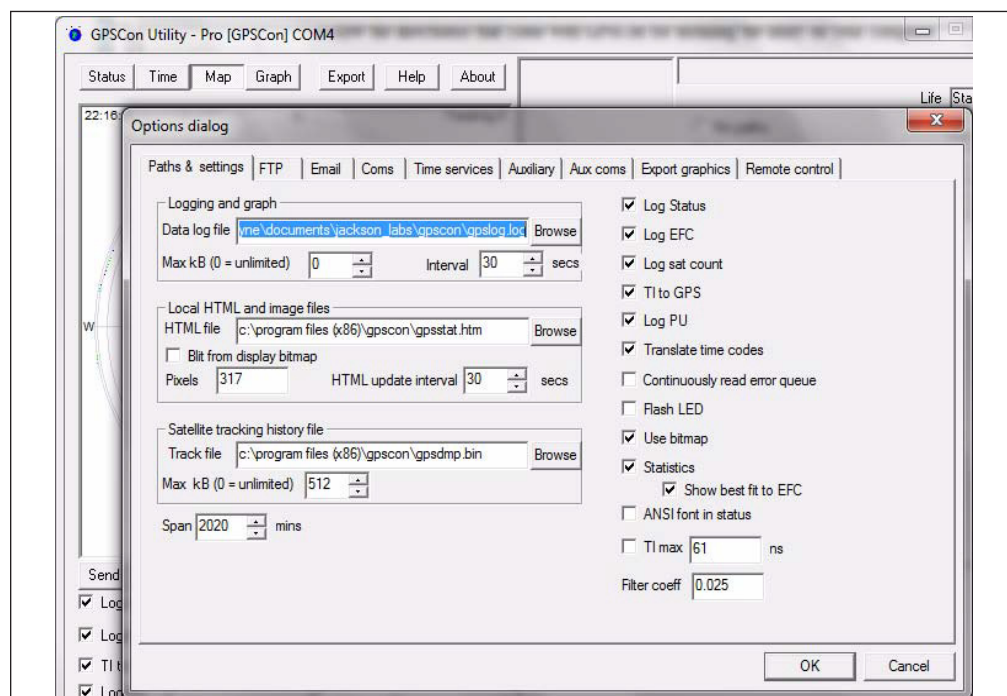 GPSCon Utility - Pro [GPSCon] COM4
Status Time Map Graph Export Help About
Life Sta
22:16:
Options dialog
Paths & settings FTP Email Coms Time services Auxiliary Aux coms Export graphics Remote control
Logging and graph
Data log file yne\documents\jackson_labs\gpscon\gpslog.log Browse
Max kB (0 = unlimited) 0 Interval 30 secs
Local HTML and image files
HTML file c:\program files (x86)\gpscon\gpsstat.htm Browse
Blit from display bitmap
Pixels 317 HTML update interval 30 secs
Satellite tracking history file
Track file c:\program files (x86)\gpscon\gpsdmp.bin Browse
Max kB (0 = unlimited) 512
Span 2020 mins
Log Status
Log EFC
Log sat count
TI to GPS
Log PU
Translate time codes
Continuously read error queue
Flash LED
Use bitmap
Statistics
Show best fit to EFC
ANSI font in status
TI max 61 ns
Filter coeff 0.025
W
Send
Log
Log
TI t
Log
OK Cancel